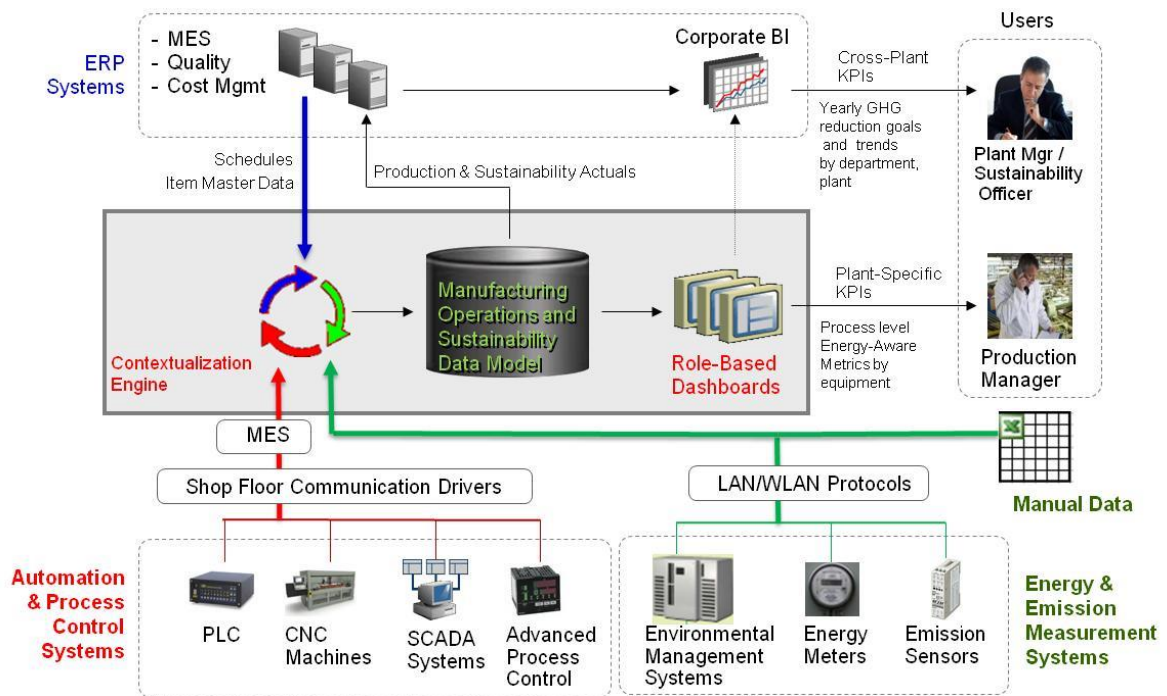 Users
- MES
- Quality
- Cost Mgmt
ERP
Systems
Corporate BI
Cross-Plant
KPIs
Yearly GHG
reduction goals
and trends
by department,
plant
Plant Mgr /
Sustainability
Officer
Schedules
Item Master Data
Production & Sustainability Actuals
Contextualization
Engine
Manufacturing
Operations and
Sustainability
Data Model
Role-Based
Dashboards
Plant-Specific
KPIs
Process level
Energy-Aware
Metrics by
equipment
Production
Manager
MES
Shop Floor Communication Drivers
LAN/WLAN Protocols
Manual Data
Automation
& Process
Control
Systems
PLC
CNC
Machines
SCADA
Systems
Advanced
Process
Control
Environmental
Management
Systems
Energy
Meters
Emission
Sensors
Energy &
Emission
Measurement
Systems